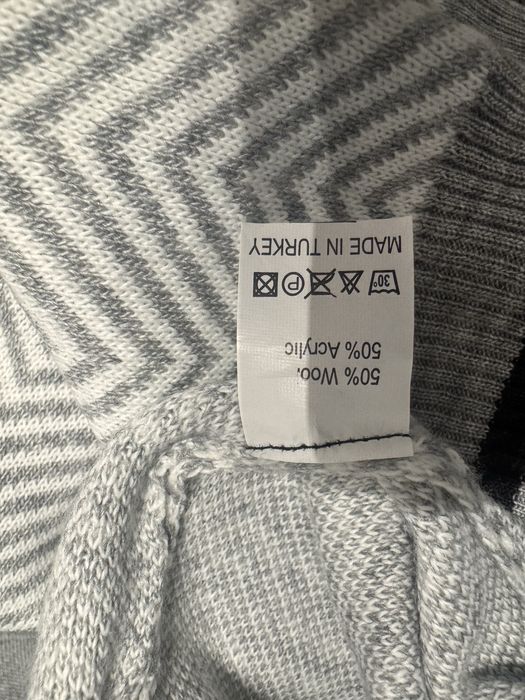 50% Wool
50% Acrylic
30°
P
MADE IN TURKEY